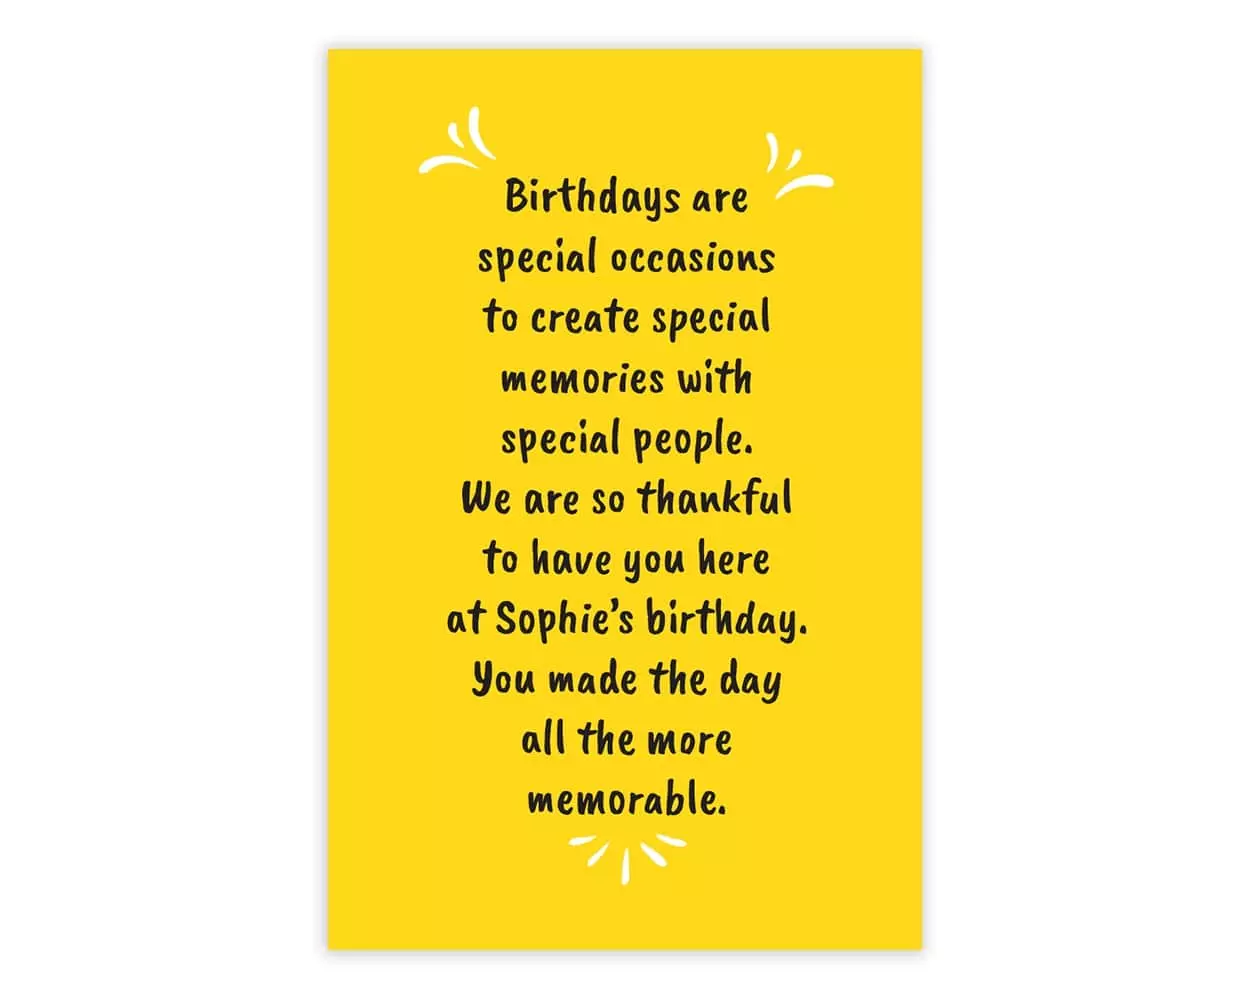 Birthdays are
special occasions
to create special
memories with
special people.
We are so thankful
to have you here
at Sophie’s birthday.
You made the day
all the more
memorable.